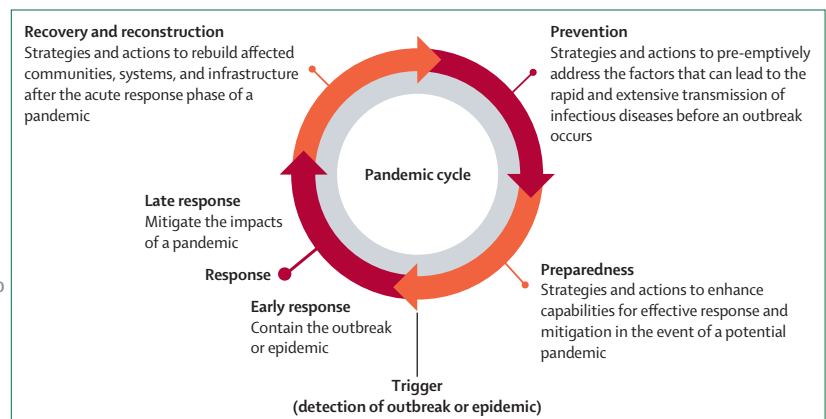 Recovery and reconstruction
Strategies and actions to rebuild affected
communities, systems, and infrastructure
after the acute response phase of a
pandemic
Prevention
Strategies and actions to pre-emptively
address the factors that can lead to the
rapid and extensive transmission of
infectious diseases before an outbreak
occurs
Pandemic cycle
Late response
Mitigate the impacts
of a pandemic
Response
Early response
Contain the outbreak
or epidemic
Preparedness
Strategies and actions to enhance
capabilities for effective response and
mitigation in the event of a potential
pandemic
Trigger
(detection of outbreak or epidemic)